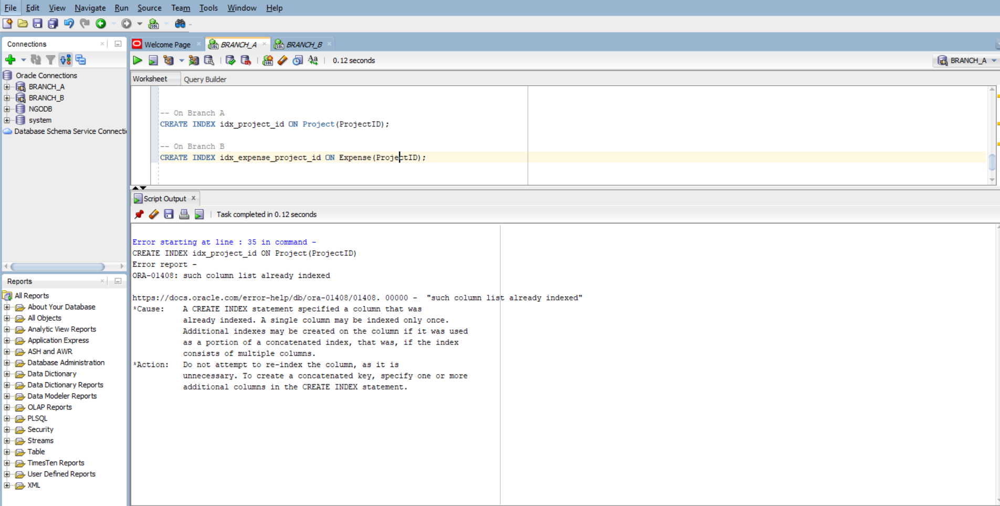 File Edit View Navigate Run Source Team Tools Window Help
Connections
Oracle Connections
BRANCH_A
BRANCH_B
NGODB
system
Database Schema Service Connecti
Reports
All Reports
About Your Database
All Objects
Analytic View Reports
Application Express
ASH and AWR
Database Administration
Data Dictionary
Data Dictionary Reports
Data Modeler Reports
OLAP Reports
PLSQL
Security
Streams
Table
TimesTen Reports
User Defined Reports
XML
Welcome Page BRANCH_A BRANCH_B
0.12 seconds
BRANCH_A
Worksheet Query Builder
-- On Branch A
CREATE INDEX idx_project_id ON Project(ProjectID);
-- On Branch B
CREATE INDEX idx_expense_project_id ON Expense(ProjectID);
Script Output
Task completed in 0.12 seconds
Error starting at line : 35 in command -
CREATE INDEX idx_project_id ON Project(ProjectID)
Error report -
ORA-01408: such column list already indexed
https://docs.oracle.com/error-help/db/ora-01408/01408. 00000 - "such column list already indexed"
*Cause: A CREATE INDEX statement specified a column that was
already indexed. A single column may be indexed only once.
Additional indexes may be created on the column if it was used
as a portion of a concatenated index, that was, if the index
consists of multiple columns.
*Action: Do not attempt to re-index the column, as it is
unnecessary. To create a concatenated key, specify one or more
additional columns in the CREATE INDEX statement.